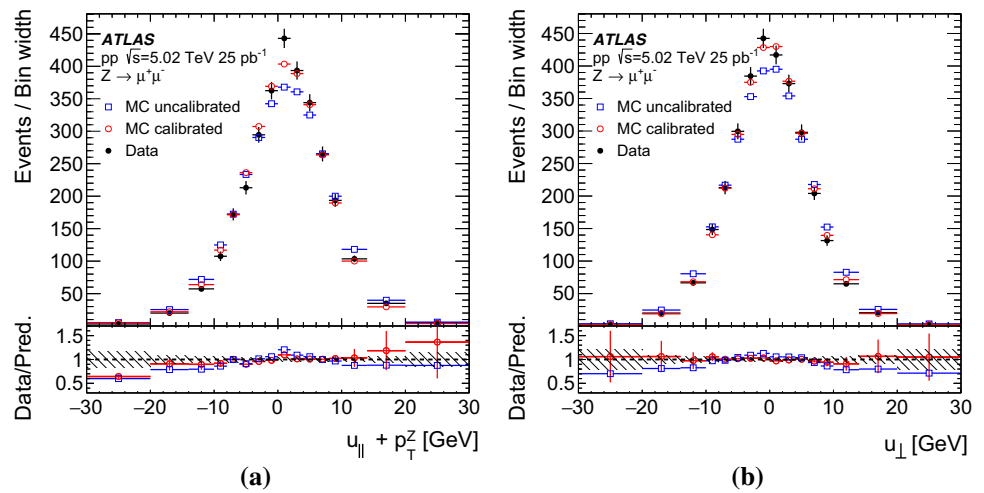 450
400
350
300
250
200
150
100
50
Events / Bin width
ATLAS
pp √s=5.02 TeV 25 pb⁻¹
Z → μ⁺μ⁻
MC uncalibrated
MC calibrated
Data
1.5
1
0.5
Data/Pred.
−30 −20 −10 0 10 20 30
u_|| + p_T^Z [GeV]
(a)
450
400
350
300
250
200
150
100
50
Events / Bin width
ATLAS
pp √s=5.02 TeV 25 pb⁻¹
Z → μ⁺μ⁻
MC uncalibrated
MC calibrated
Data
1.5
1
0.5
Data/Pred.
−30 −20 −10 0 10 20 30
u_⊥ [GeV]
(b)